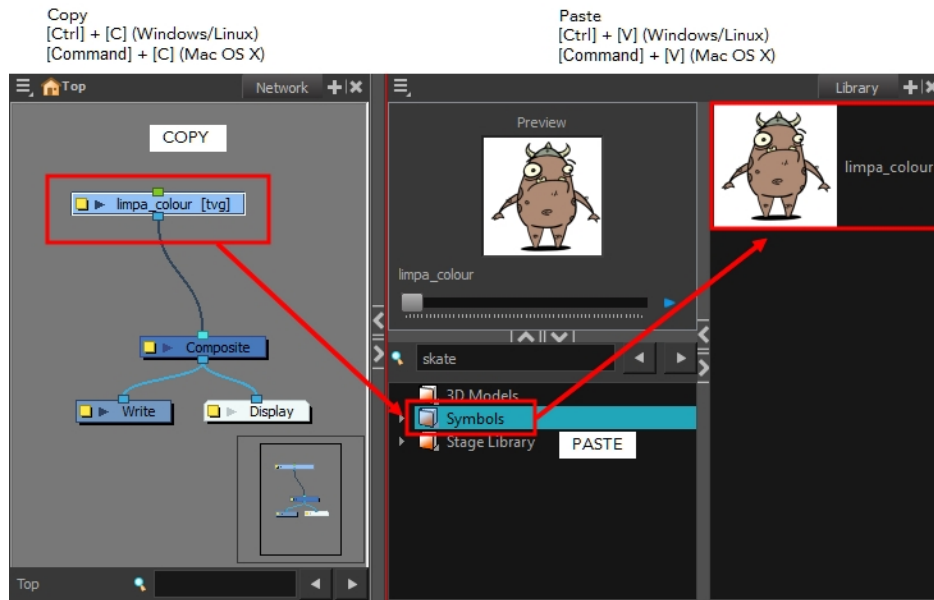 Copy
[Ctrl] + [C] (Windows/Linux)
[Command] + [C] (Mac OS X)
Paste
[Ctrl] + [V] (Windows/Linux)
[Command] + [V] (Mac OS X)
Top
Network
Library
COPY
Preview
limpa_colour [tvg]
limpa_colour
limpa_colour
Composite
skate
Write
Display
3D Models
Symbols
Stage Library
PASTE
Top